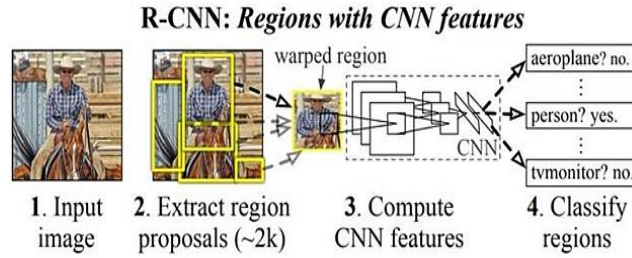 R-CNN: Regions with CNN features
warped region
aeroplane? no.
person? yes.
tvmonitor? no.
CNN
1. Input
image
2. Extract region
proposals (~2k)
3. Compute
CNN features
4. Classify
regions